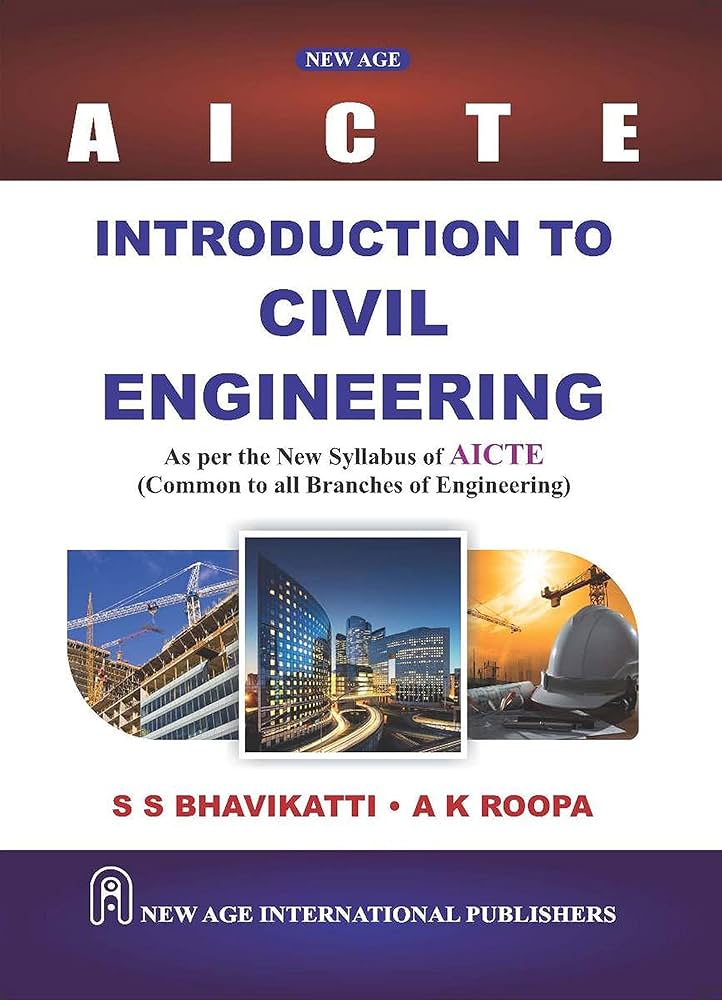 NEW AGE
AICTE
INTRODUCTION TO
CIVIL
ENGINEERING
As per the New Syllabus of AICTE
(Common to all Branches of Engineering)
S S BHAVIKATTI • A K ROOPA
NEW AGE INTERNATIONAL PUBLISHERS